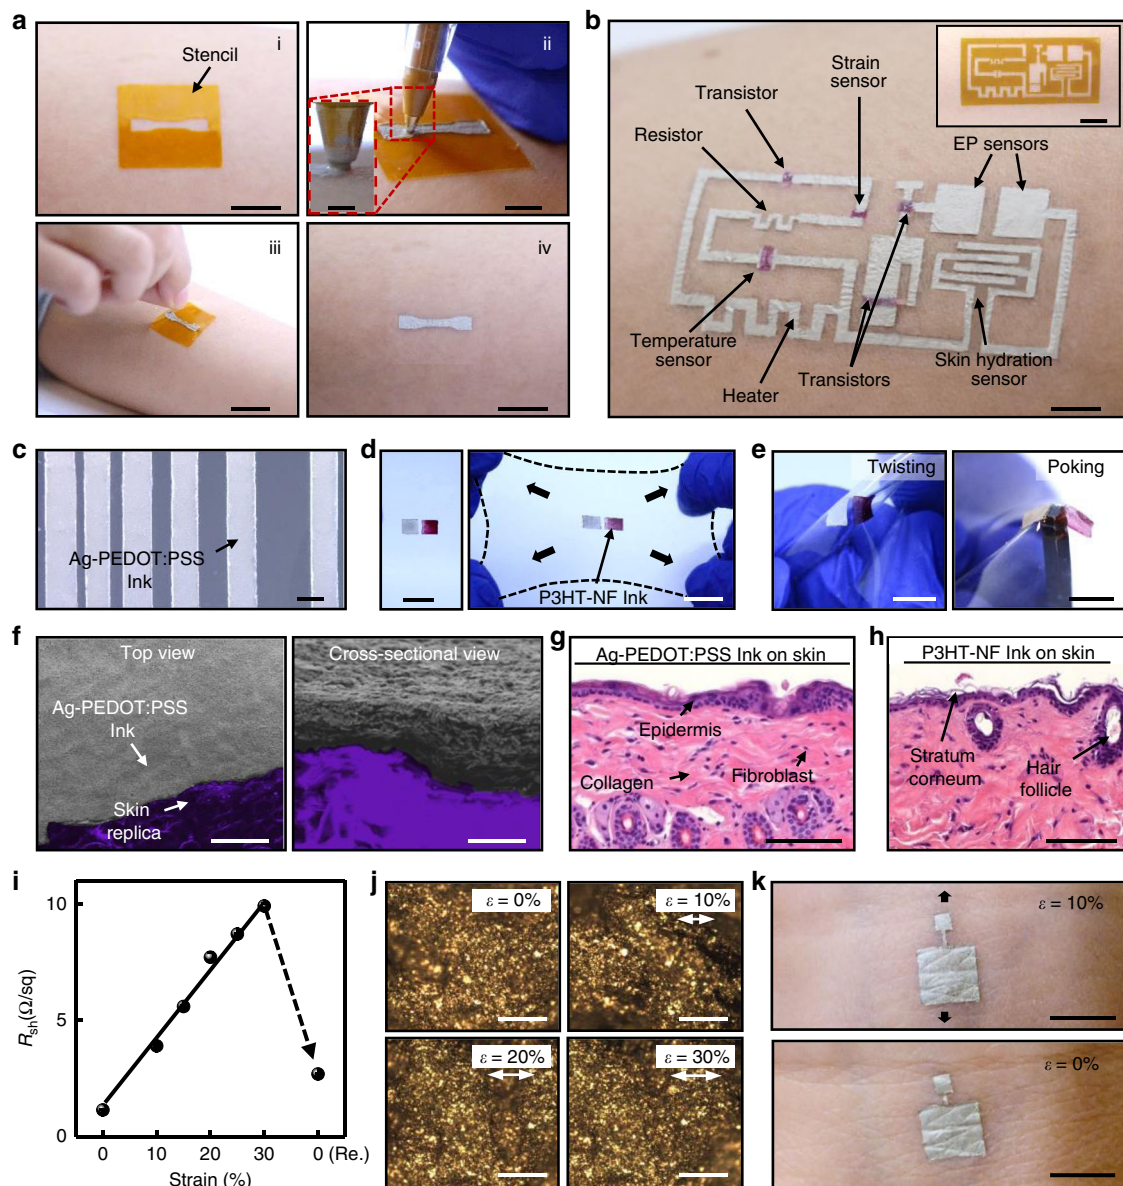 a
i
Stencil
ii
iii
iv
b
Strain
sensor
Transistor
Resistor
EP sensors
Temperature
sensor
Heater
Transistors
Skin hydration
sensor
c
Ag-PEDOT:PSS
Ink
d
P3HT-NF Ink
e
Twisting
Poking
f
Top view
Ag-PEDOT:PSS
Ink
Skin
replica
Cross-sectional view
g
Ag-PEDOT:PSS Ink on skin
Epidermis
Collagen
Fibroblast
h
P3HT-NF Ink on skin
Stratum
corneum
Hair
follicle
i
10
5
0
Rsh(Ω/sq)
0 10 20 30 0 (Re.)
Strain (%)
j
ε = 0%
ε = 10%
ε = 20%
ε = 30%
k
ε = 10%
ε = 0%